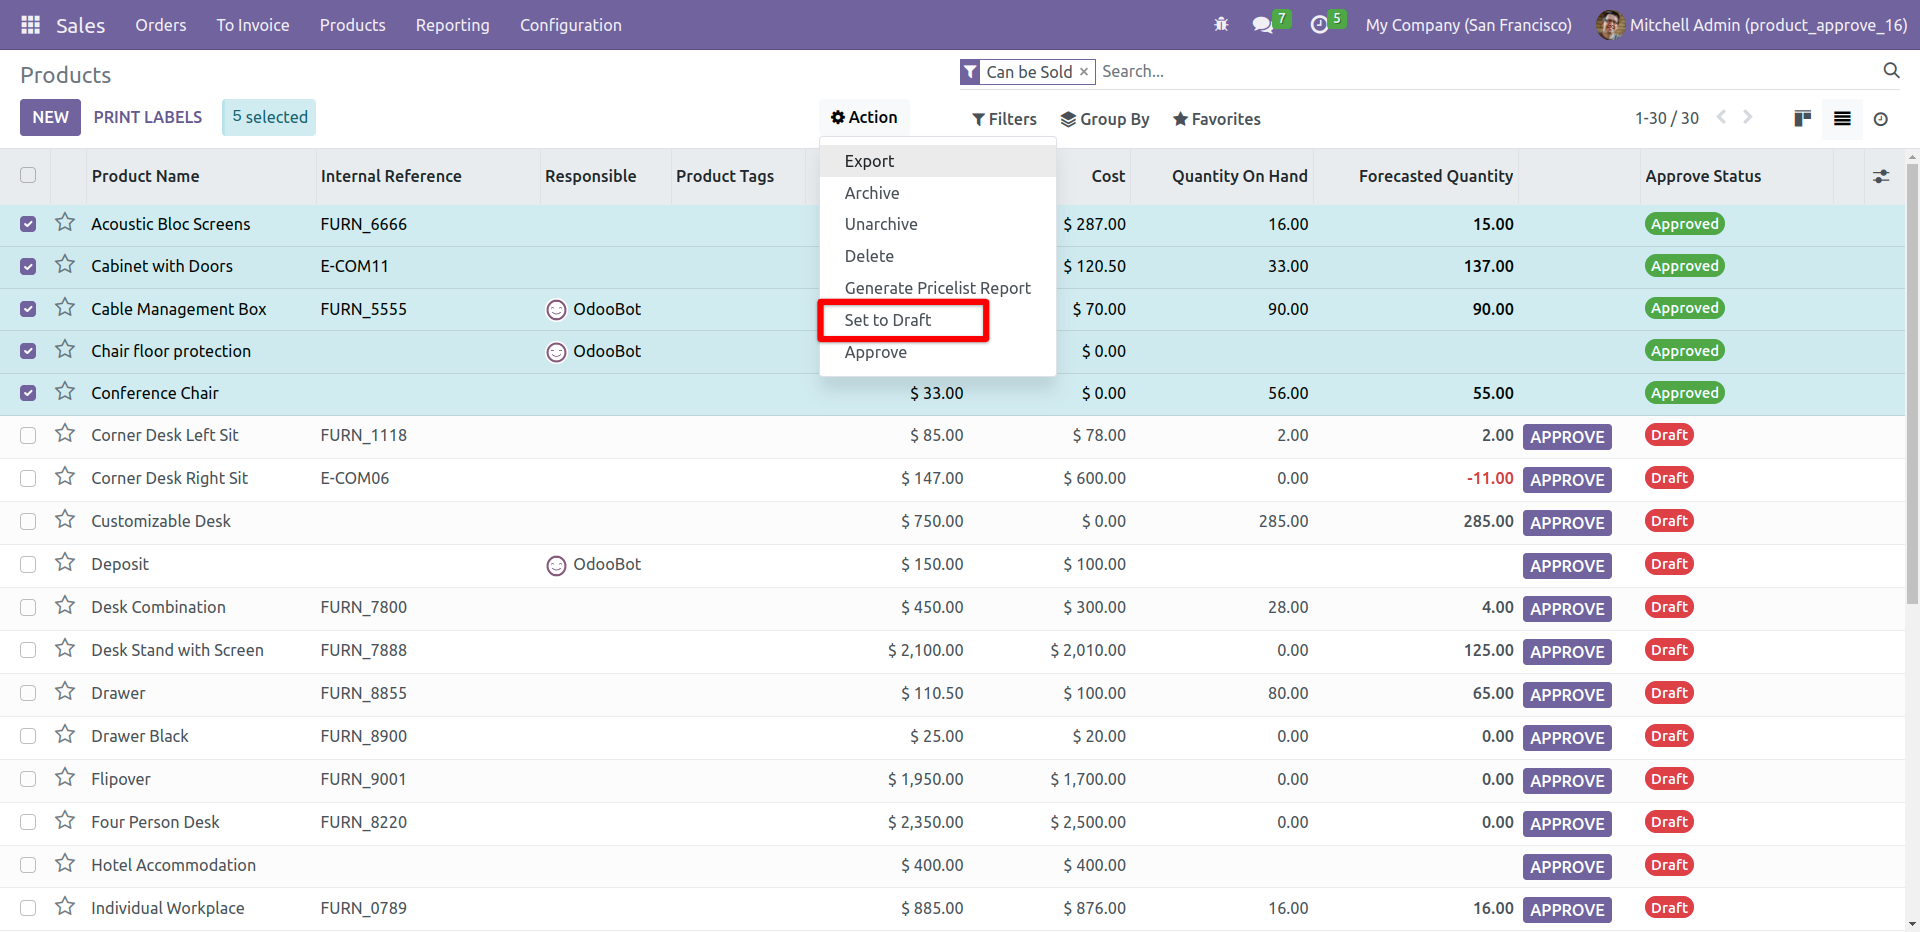 Sales Orders To Invoice Products Reporting Configuration 7 5 My Company (San Francisco) Mitchell Admin (product_approve_16)
Products Can be Sold × Search...
NEW PRINT LABELS 5 selected Action Filters Group By Favorites 1-30 / 30
Product Name Internal Reference Responsible Product Tags Cost Quantity On Hand Forecasted Quantity Approve Status
Export
Archive
Unarchive
Delete
Generate Pricelist Report
Set to Draft
Approve
Acoustic Bloc Screens FURN_6666 $ 287.00 16.00 15.00 Approved
Cabinet with Doors E-COM11 $ 120.50 33.00 137.00 Approved
Cable Management Box FURN_5555 OdooBot $ 70.00 90.00 90.00 Approved
Chair floor protection OdooBot $ 0.00 Approved
Conference Chair $ 33.00 $ 0.00 56.00 55.00 Approved
Corner Desk Left Sit FURN_1118 $ 85.00 $ 78.00 2.00 2.00 APPROVE Draft
Corner Desk Right Sit E-COM06 $ 147.00 $ 600.00 0.00 -11.00 APPROVE Draft
Customizable Desk $ 750.00 $ 0.00 285.00 285.00 APPROVE Draft
Deposit OdooBot $ 150.00 $ 100.00 APPROVE Draft
Desk Combination FURN_7800 $ 450.00 $ 300.00 28.00 4.00 APPROVE Draft
Desk Stand with Screen FURN_7888 $ 2,100.00 $ 2,010.00 0.00 125.00 APPROVE Draft
Drawer FURN_8855 $ 110.50 $ 100.00 80.00 65.00 APPROVE Draft
Drawer Black FURN_8900 $ 25.00 $ 20.00 0.00 0.00 APPROVE Draft
Flipover FURN_9001 $ 1,950.00 $ 1,700.00 0.00 0.00 APPROVE Draft
Four Person Desk FURN_8220 $ 2,350.00 $ 2,500.00 0.00 0.00 APPROVE Draft
Hotel Accommodation $ 400.00 $ 400.00 APPROVE Draft
Individual Workplace FURN_0789 $ 885.00 $ 876.00 16.00 16.00 APPROVE Draft